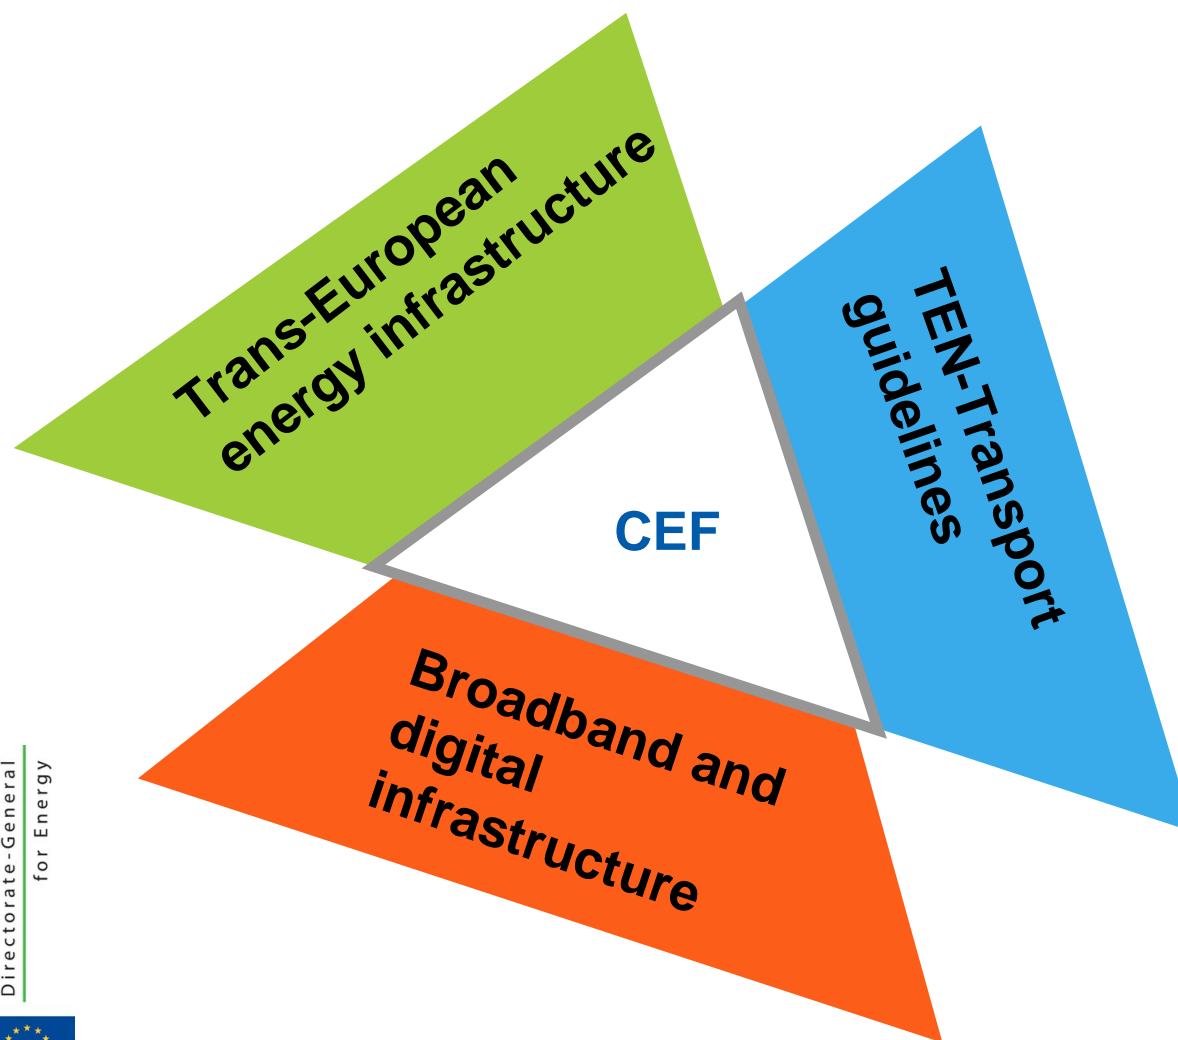 Trans-European
energy infrastructure
TEN-Transport
guidelines
CEF
Broadband and
digital
infrastructure
Directorate-General
for Energy